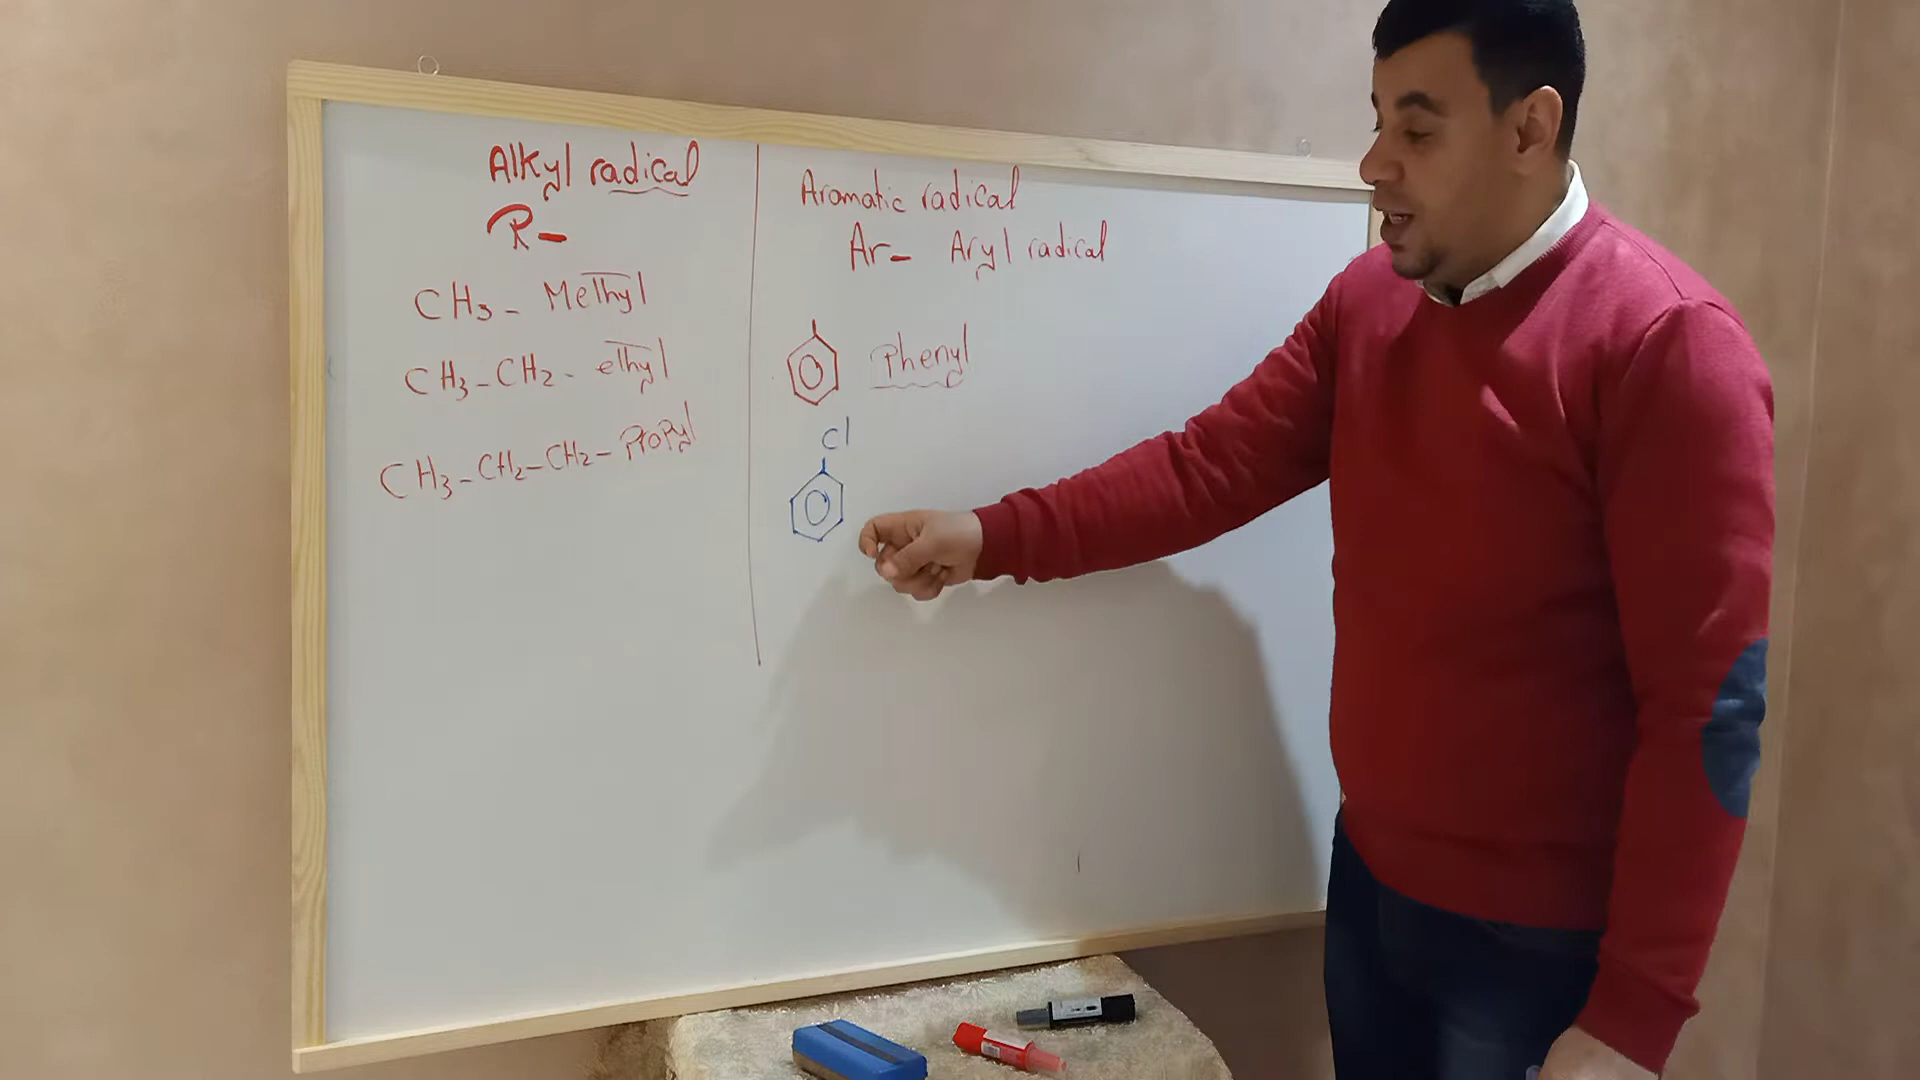 Alkyl radical
R-
CH3 - Methyl
CH3-CH2 - ethyl
CH3-CH2-CH2- Propyl
Aromatic radical
Ar- Aryl radical
Phenyl
Cl